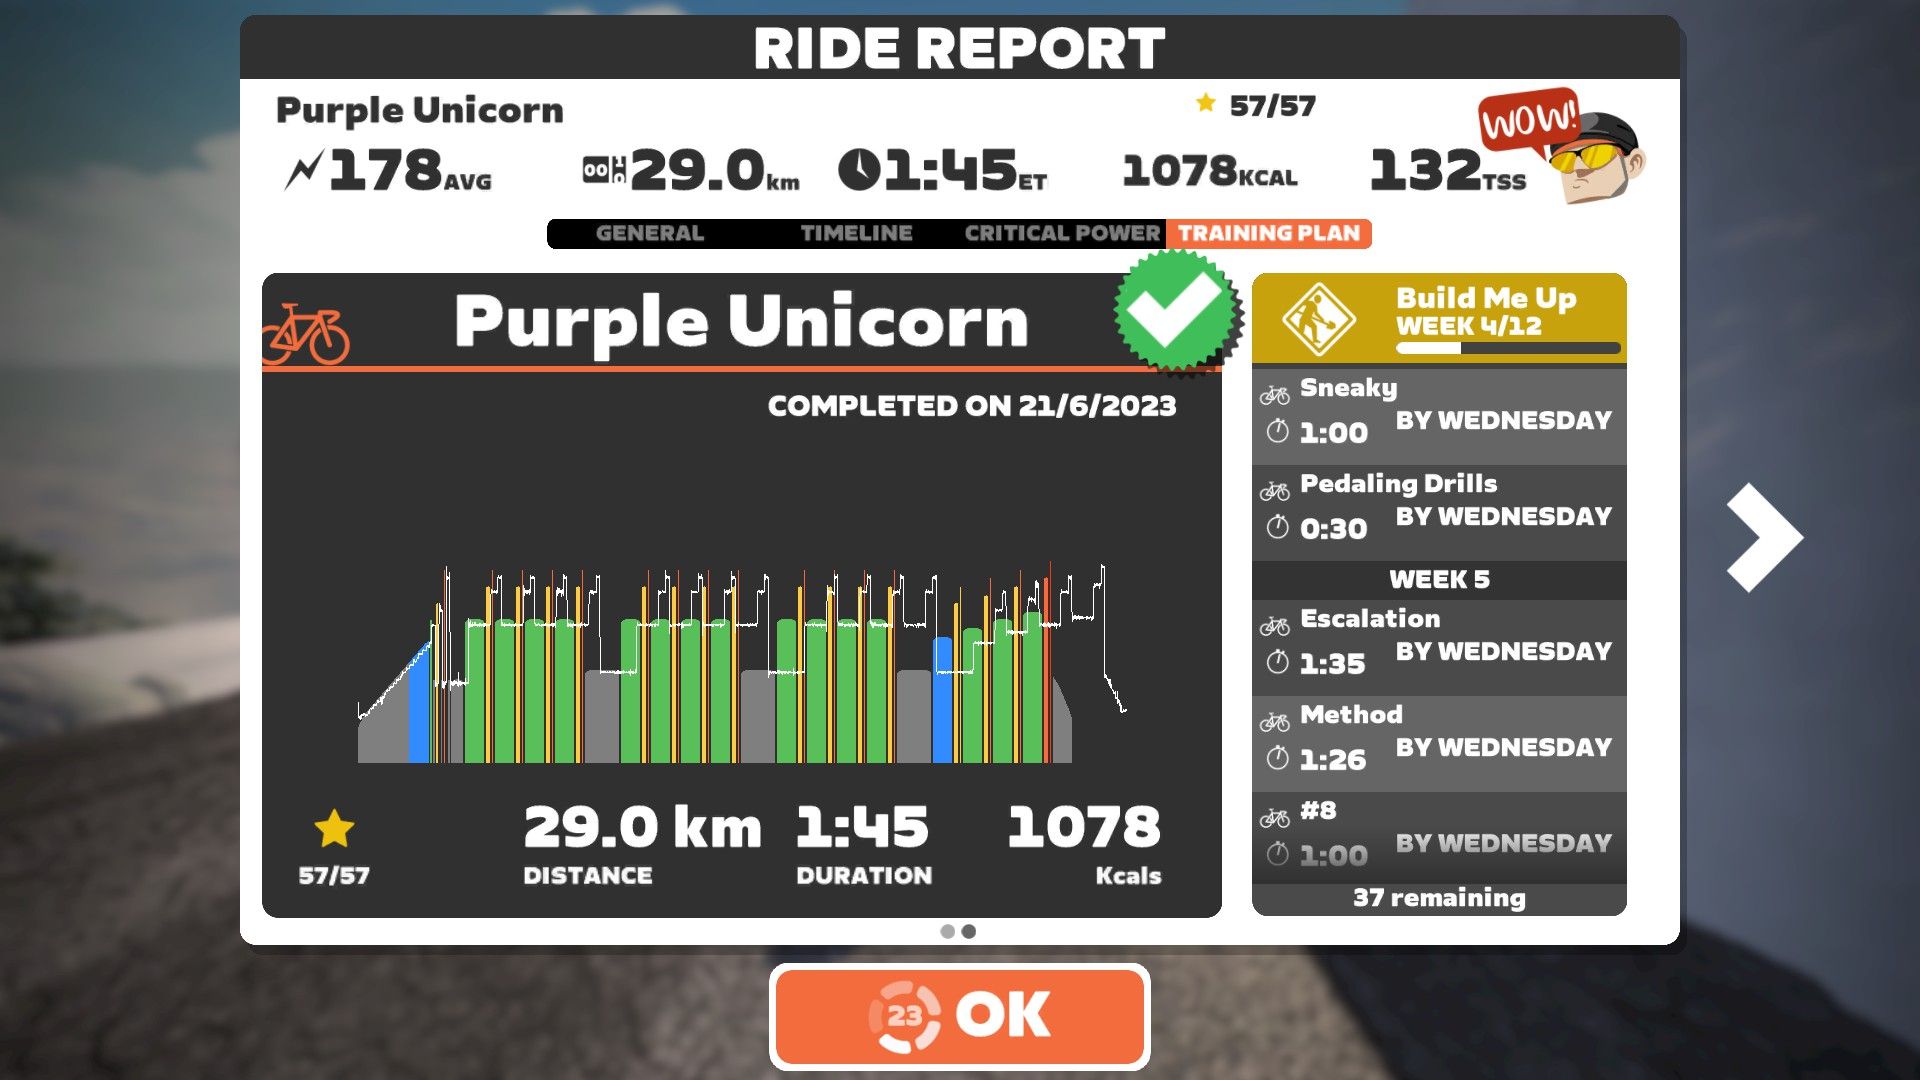 RIDE REPORT
Purple Unicorn
57/57
WOW!
178AVG
29.0km
1:45ET
1078KCAL
132TSS
GENERAL
TIMELINE
CRITICAL POWER
TRAINING PLAN
Purple Unicorn
COMPLETED ON 21/6/2023
57/57
29.0 km
DISTANCE
1:45
DURATION
1078
Kcals
Build Me Up
WEEK 4/12
Sneaky
1:00
BY WEDNESDAY
Pedaling Drills
0:30
BY WEDNESDAY
WEEK 5
Escalation
1:35
BY WEDNESDAY
Method
1:26
BY WEDNESDAY
#8
1:00
BY WEDNESDAY
37 remaining
23
OK